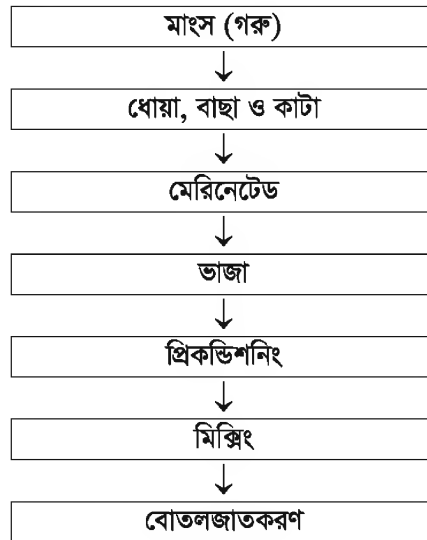 মাংস (গরু)
ধোয়া, বাছা ও কাটা
মেরিনেটেড
ভাজা
প্রিকন্ডিশনিং
মিক্সিং
বোতলজাতকরণ